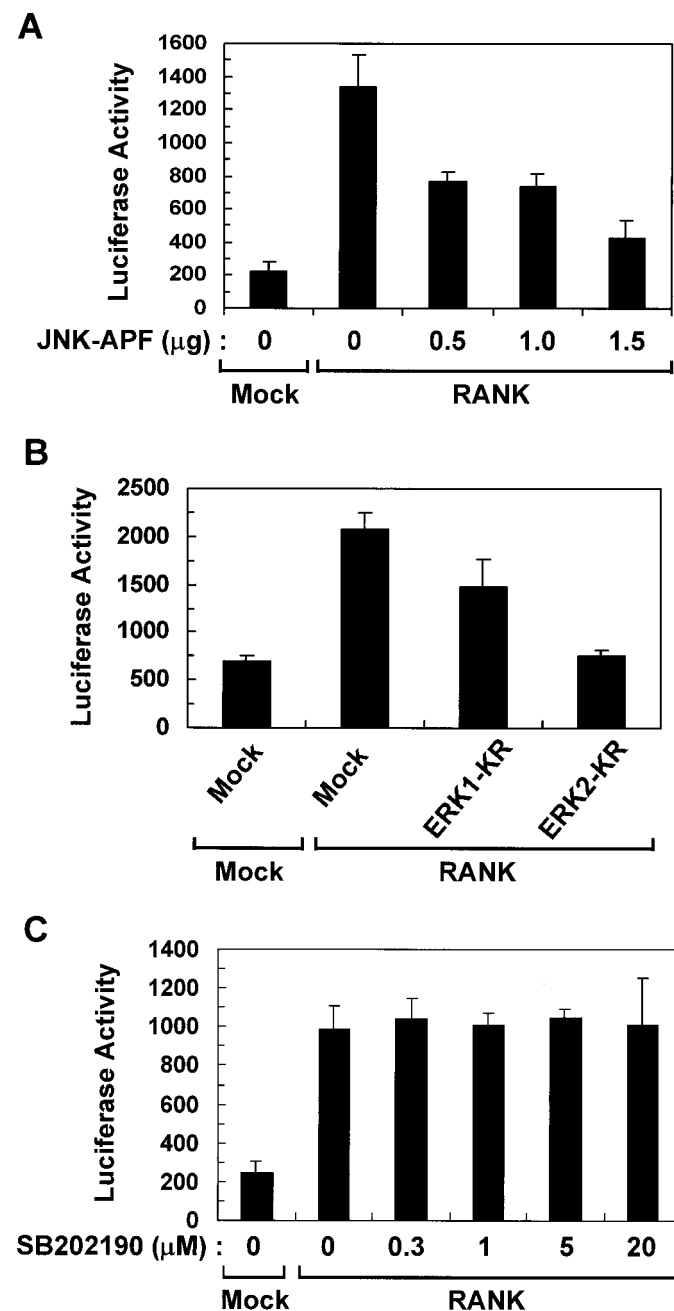 A
Luciferase Activity
1600
1400
1200
1000
800
600
400
200
0
JNK-APF (μg) : 0 0 0.5 1.0 1.5
Mock RANK
B
Luciferase Activity
2500
2000
1500
1000
500
0
Mock Mock ERK1-KR ERK2-KR
Mock RANK
C
Luciferase Activity
1400
1200
1000
800
600
400
200
0
SB202190 (μM) : 0 0 0.3 1 5 20
Mock RANK